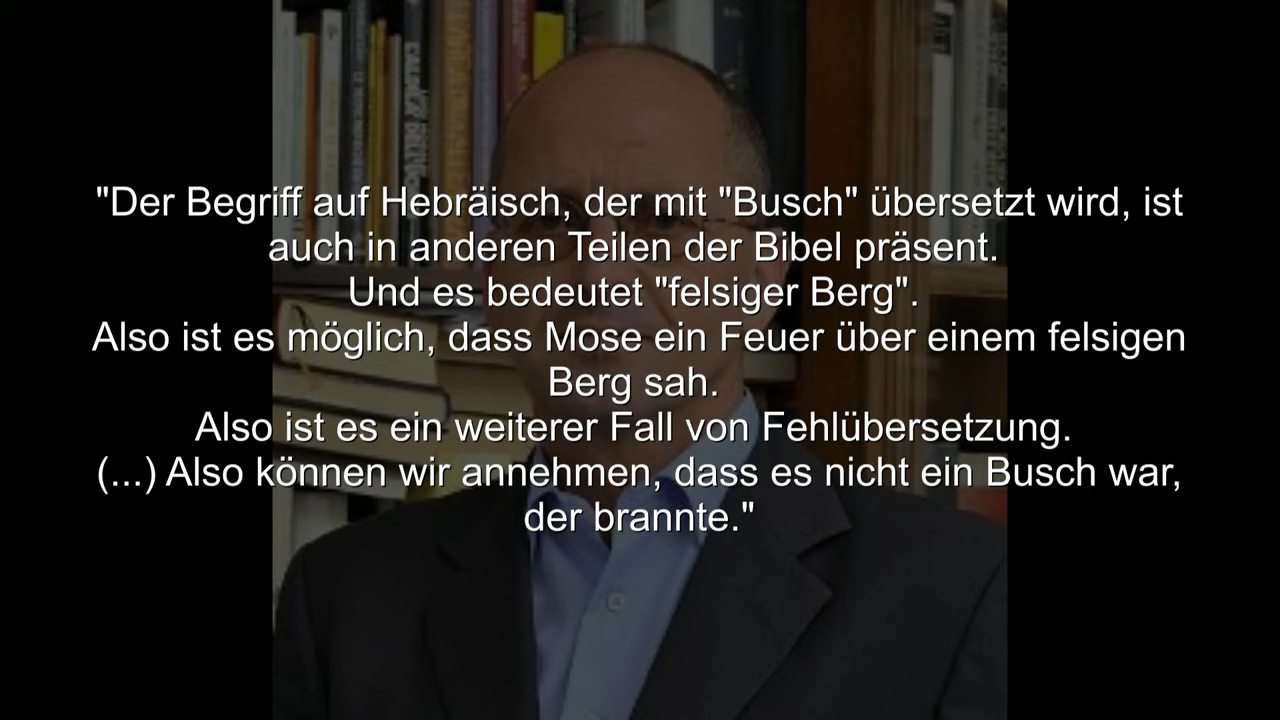 "Der Begriff auf Hebräisch, der mit "Busch" übersetzt wird, ist
auch in anderen Teilen der Bibel präsent.
Und es bedeutet "felsiger Berg".
Also ist es möglich, dass Mose ein Feuer über einem felsigen
Berg sah.
Also ist es ein weiterer Fall von Fehlübersetzung.
(...) Also können wir annehmen, dass es nicht ein Busch war,
der brannte."